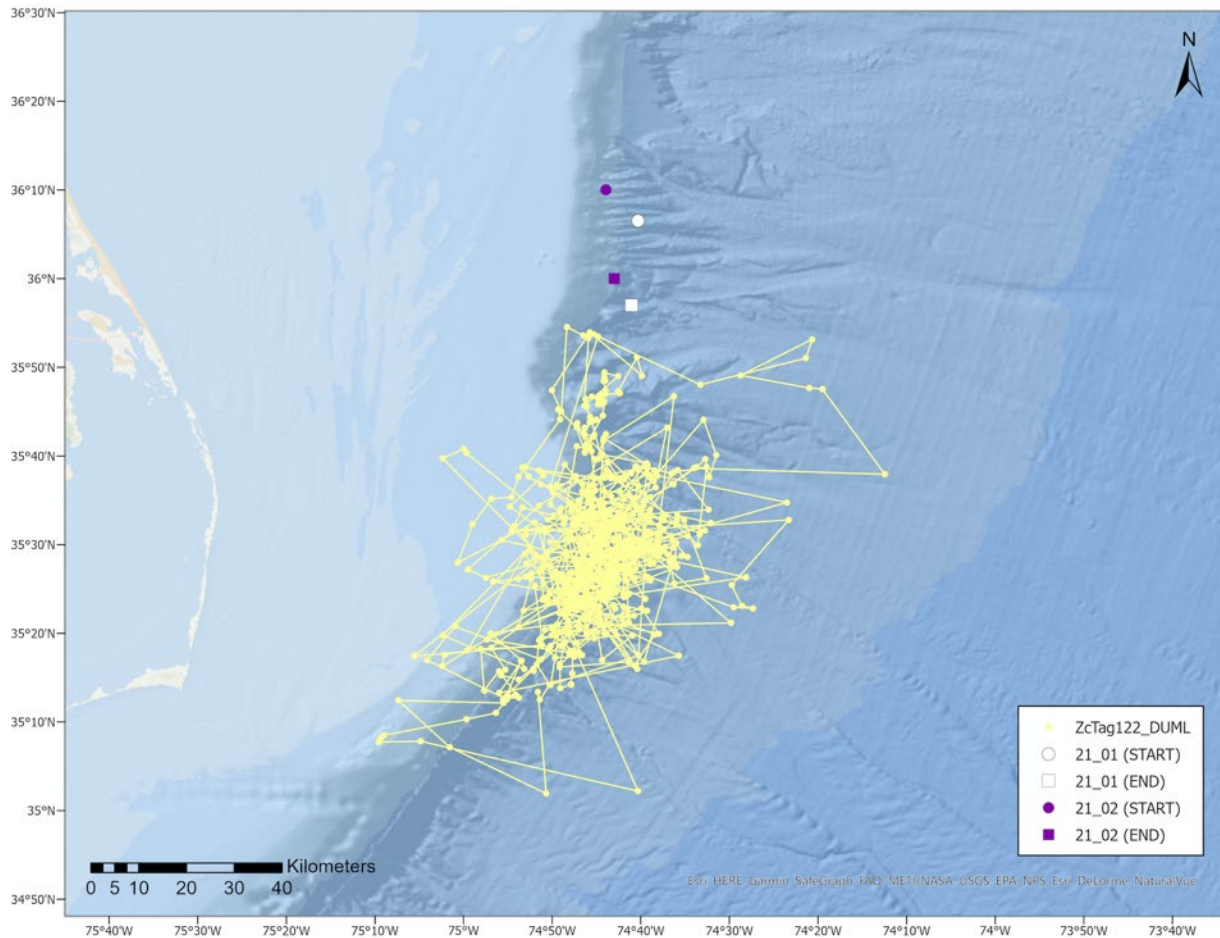 36°30'N
N
36°20'N
36°10'N
36°N
35°50'N
35°40'N
35°30'N
35°20'N
35°10'N
35°N
34°50'N
ZcTag122_DUML
21_01 (START)
21_01 (END)
21_02 (START)
21_02 (END)
Kilometers
0 5 10 20 30 40
Esri, HERE, Garmin, SafeGraph, FAO, METI/NASA, USGS, EPA, NPS, Esri, DeLorme, NaturalVue
75°40'W 75°30'W 75°20'W 75°10'W 75°W 74°50'W 74°40'W 74°30'W 74°20'W 74°10'W 74°W 73°50'W 73°40'W